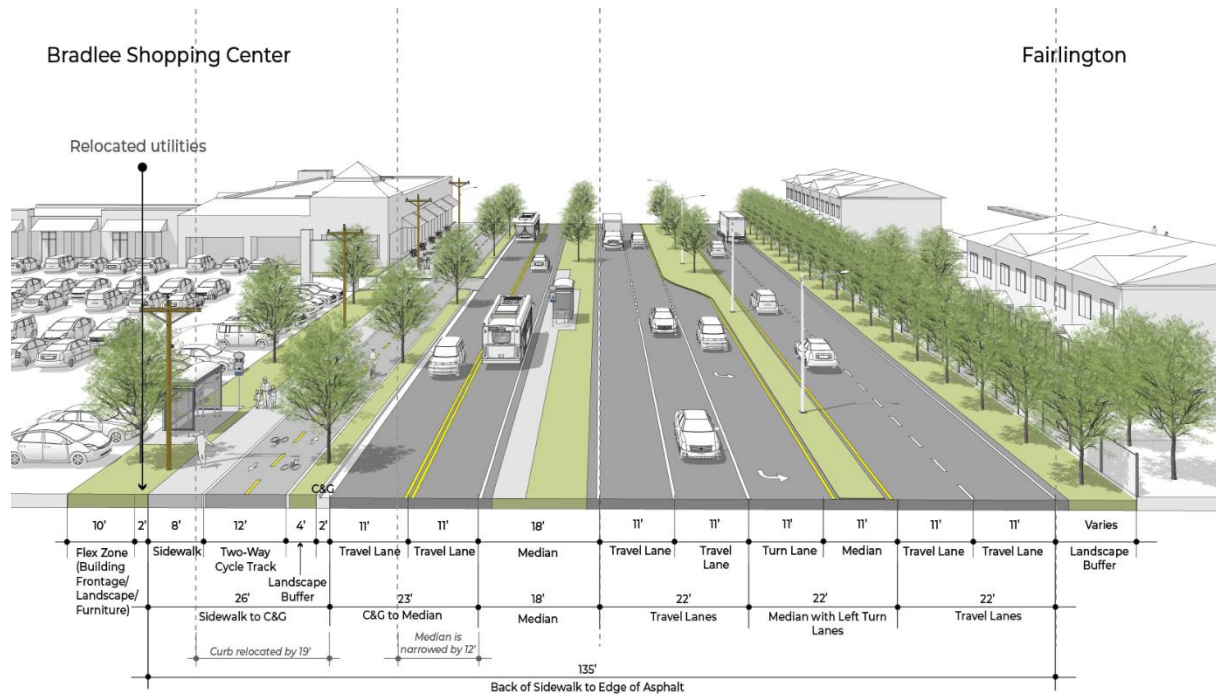 Bradlee Shopping Center
Fairlington
Relocated utilities
C&G
10' 2' 8' 12' 4' 2' 11' 11' 18' 11' 11' 11' 11' 11' 11' Varies
Flex Zone
(Building
Frontage/
Landscape/
Furniture)
Sidewalk
Two-Way
Cycle Track
Landscape
Buffer
Travel Lane
Travel Lane
Median
Travel Lane
Travel
Lane
Turn Lane
Median
Travel Lane
Travel Lane
Landscape
Buffer
26' 23' 18' 22' 22' 22'
Sidewalk to C&G
C&G to Median
Median
Travel Lanes
Median with Left Turn
Lanes
Travel Lanes
Curb relocated by 19'
Median is
narrowed by 12'
135'
Back of Sidewalk to Edge of Asphalt